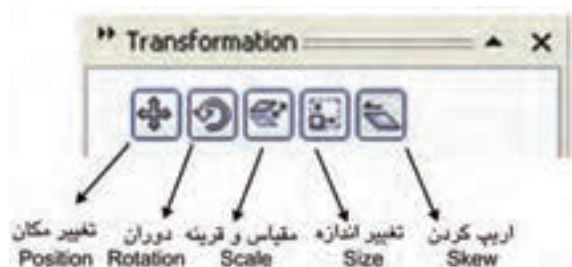 Transformation
تغییر مکان
Position
دوران
Rotation
مقیاس و قرینه
Scale
تغییر اندازه
Size
اریب کردن
Skew